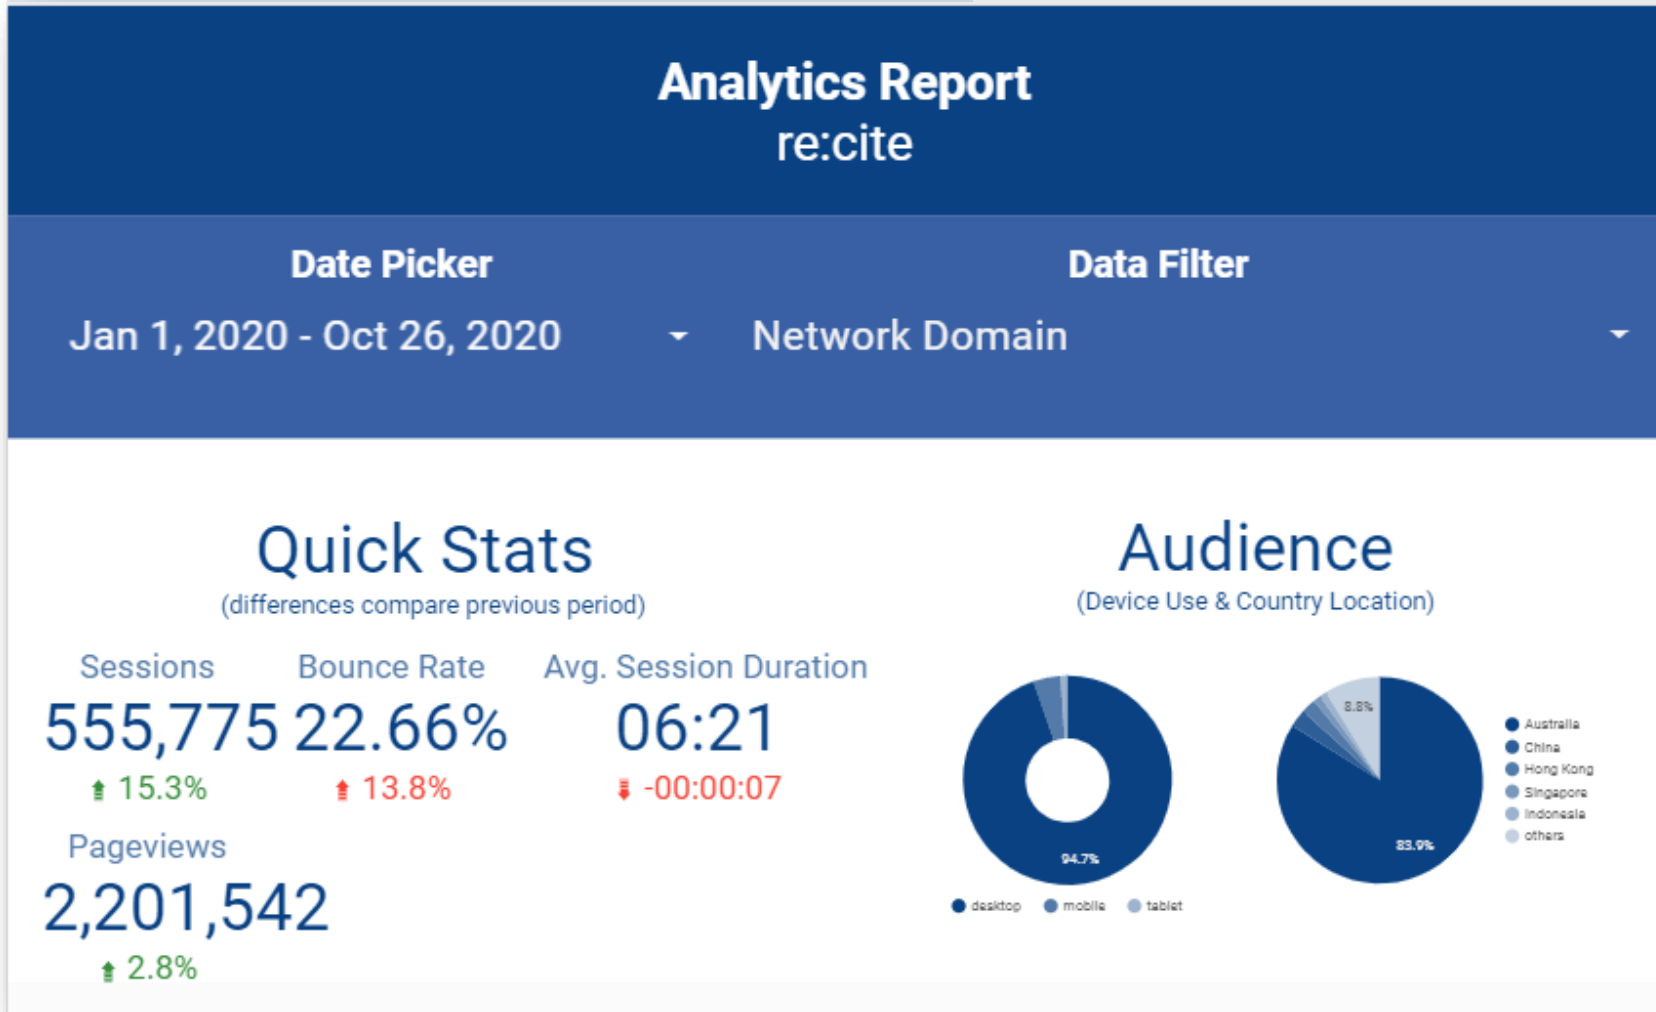 Analytics Report
re:cite
Date Picker
Data Filter
Jan 1, 2020 - Oct 26, 2020
Network Domain
Quick Stats
(differences compare previous period)
Sessions
Bounce Rate
Avg. Session Duration
555,775
22.66%
06:21
15.3%
13.8%
-00:00:07
Pageviews
2,201,542
2.8%
Audience
(Device Use & Country Location)
94.7%
desktop
mobile
tablet
8.8%
83.9%
Australia
China
Hong Kong
Singapore
Indonesia
others